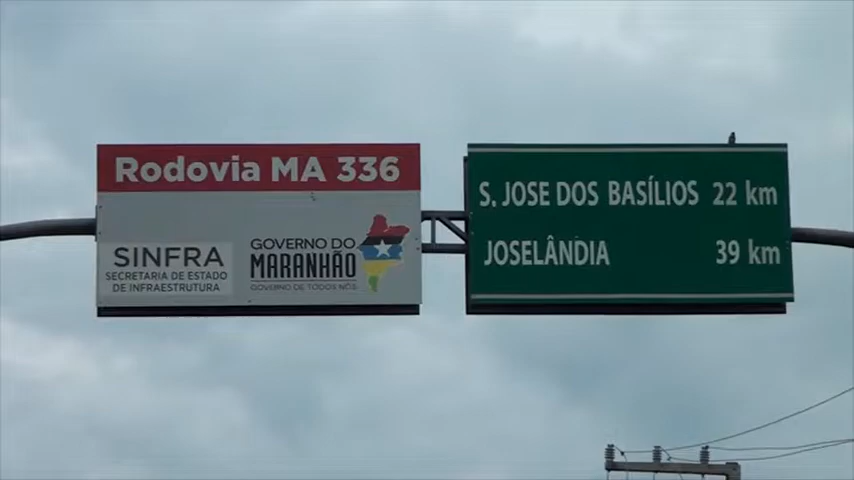 Rodovia MA 336
SINFRA
SECRETARIA DE ESTADO
DE INFRAESTRUTURA
GOVERNO DO
MARANHÃO
GOVERNO DE TODOS NÓS
S. JOSE DOS BASÍLIOS 22 km
JOSELÂNDIA 39 km